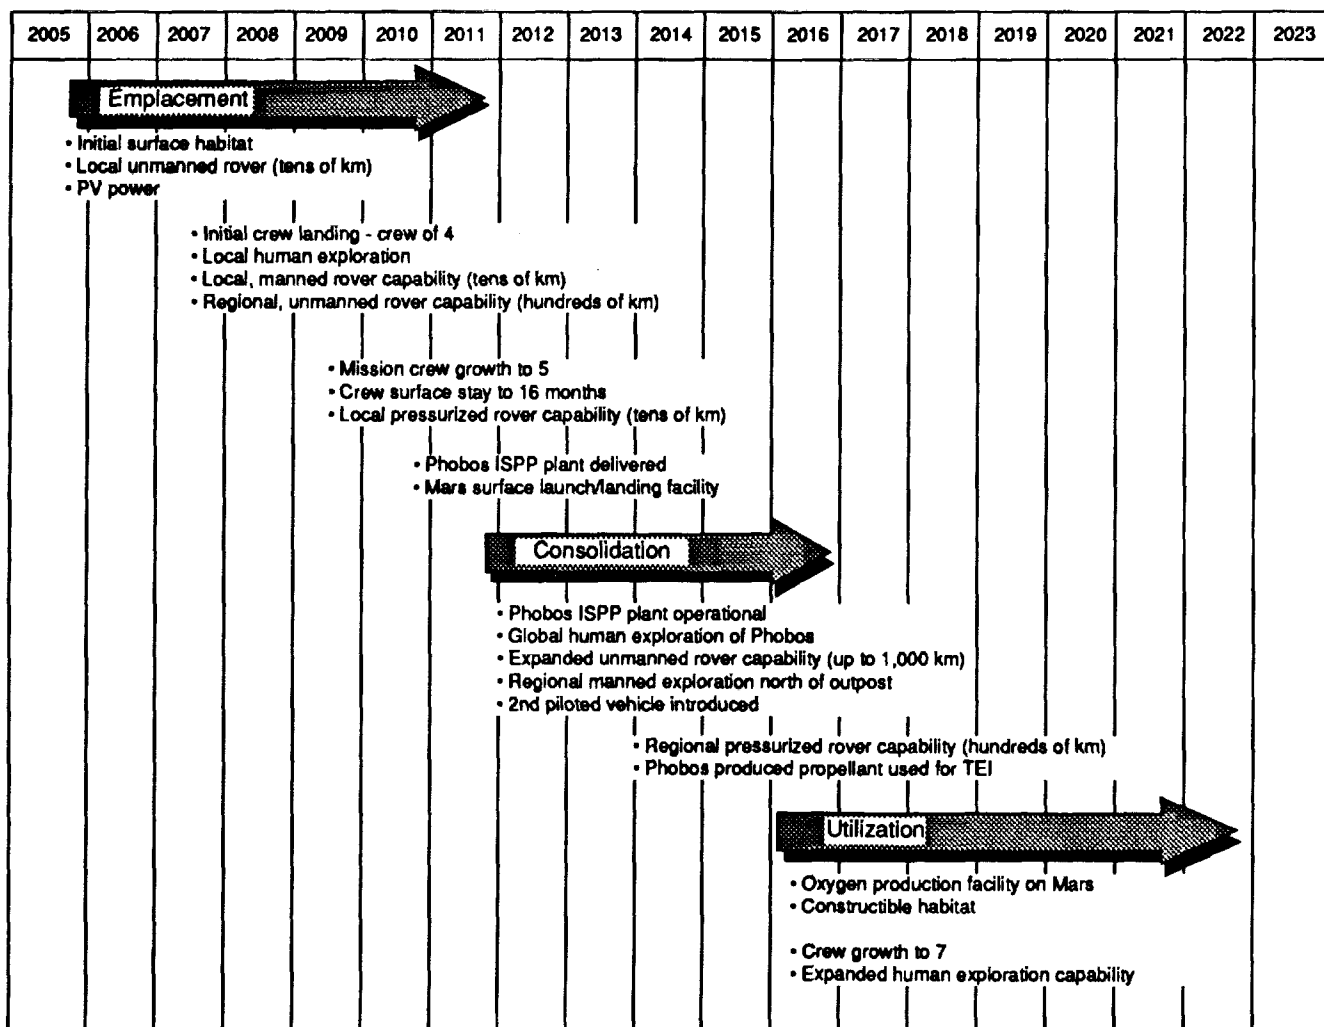 2005 2006 2007 2008 2009 2010 2011 2012 2013 2014 2015 2016 2017 2018 2019 2020 2021 2022 2023
Emplacement
• Initial surface habitat
• Local unmanned rover (tens of km)
• PV power
• Initial crew landing - crew of 4
• Local human exploration
• Local, manned rover capability (tens of km)
• Regional, unmanned rover capability (hundreds of km)
• Mission crew growth to 5
• Crew surface stay to 16 months
• Local pressurized rover capability (tens of km)
• Phobos ISPP plant delivered
• Mars surface launch/landing facility
Consolidation
• Phobos ISPP plant operational
• Global human exploration of Phobos
• Expanded unmanned rover capability (up to 1,000 km)
• Regional manned exploration north of outpost
• 2nd piloted vehicle introduced
• Regional pressurized rover capability (hundreds of km)
• Phobos produced propellant used for TEI
Utilization
• Oxygen production facility on Mars
• Constructible habitat
• Crew growth to 7
• Expanded human exploration capability